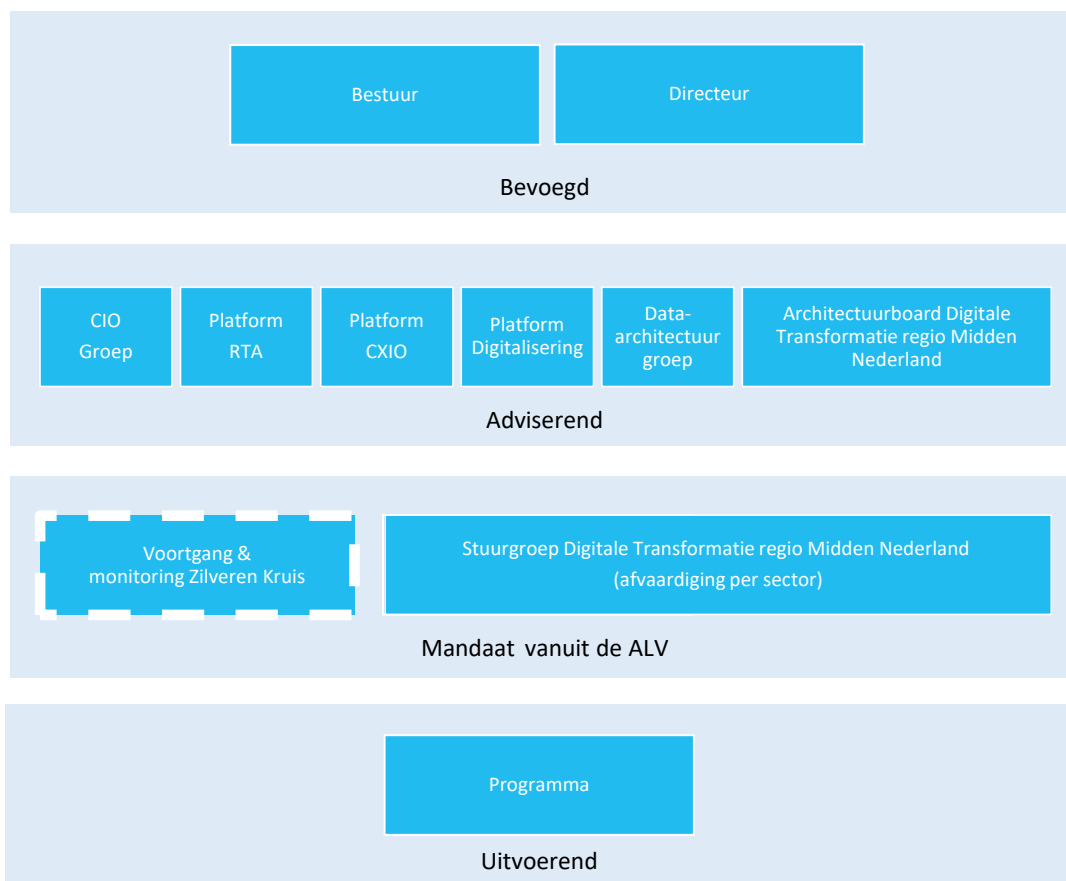 Bestuur
Directeur
Bevoegd
CIO
Groep
Platform
RTA
Platform
CXIO
Platform
Digitalisering
Data-
architectuur
groep
Architectuurboard Digitale
Transformatie regio Midden
Nederland
Adviserend
Voortgang &
monitoring Zilveren Kruis
Stuurgroep Digitale Transformatie regio Midden Nederland
(afvaardiging per sector)
Mandaat vanuit de ALV
Programma
Uitvoerend